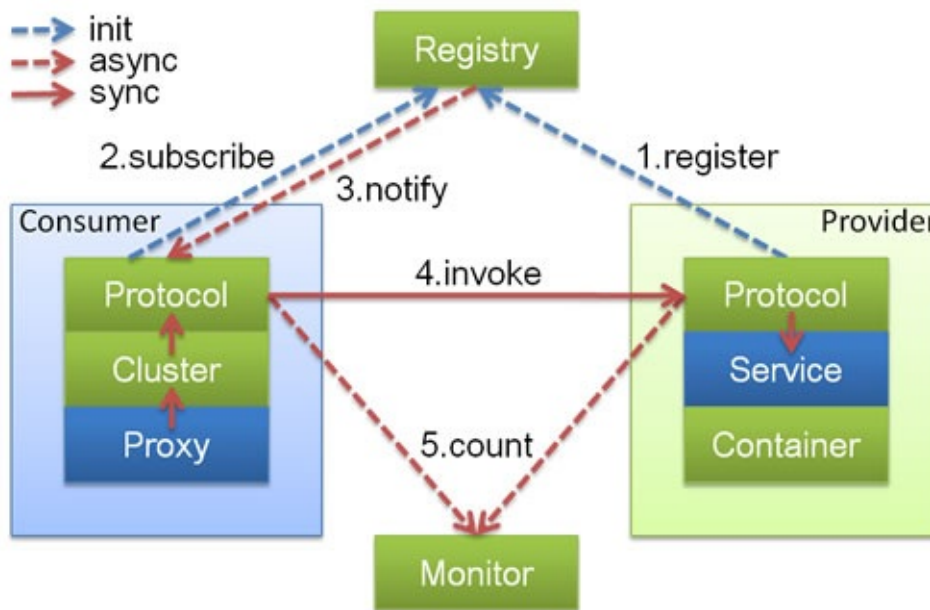 init
async
sync
Registry
2.subscribe
1.register
3.notify
Consumer
Provider
Protocol
4.invoke
Protocol
Cluster
Service
Proxy
5.count
Container
Monitor